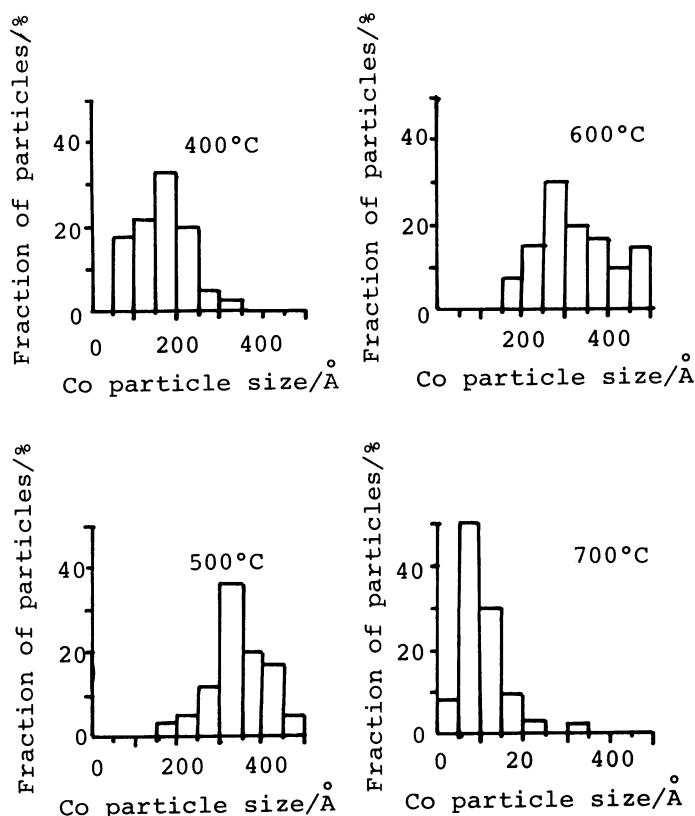 Fraction of particles/%
40
20
0
400°C
0 200 400
Co particle size/Å
Fraction of particles/%
40
20
0
600°C
200 400
Co particle size/Å
Fraction of particles/%
40
20
0
500°C
0 200 400
Co particle size/Å
Fraction of particles/%
40
20
0
700°C
0 20 400
Co particle size/Å